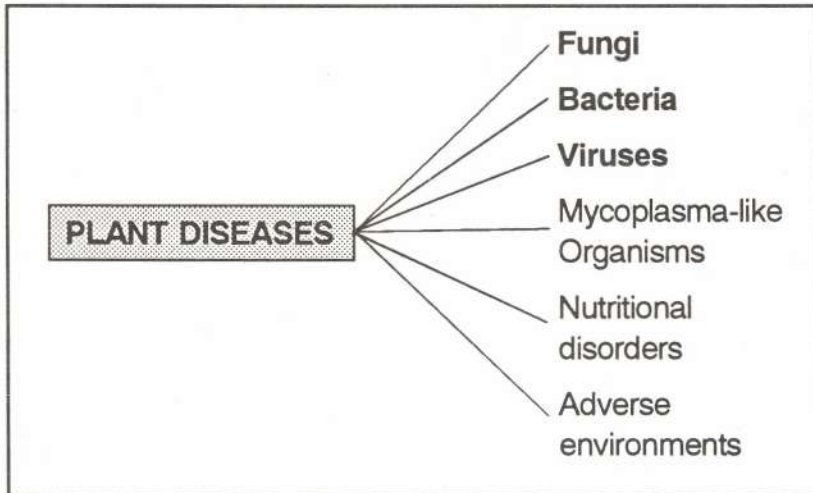 Fungi
Bacteria
Viruses
PLANT DISEASES
Mycoplasma-like
Organisms
Nutritional
disorders
Adverse
environments